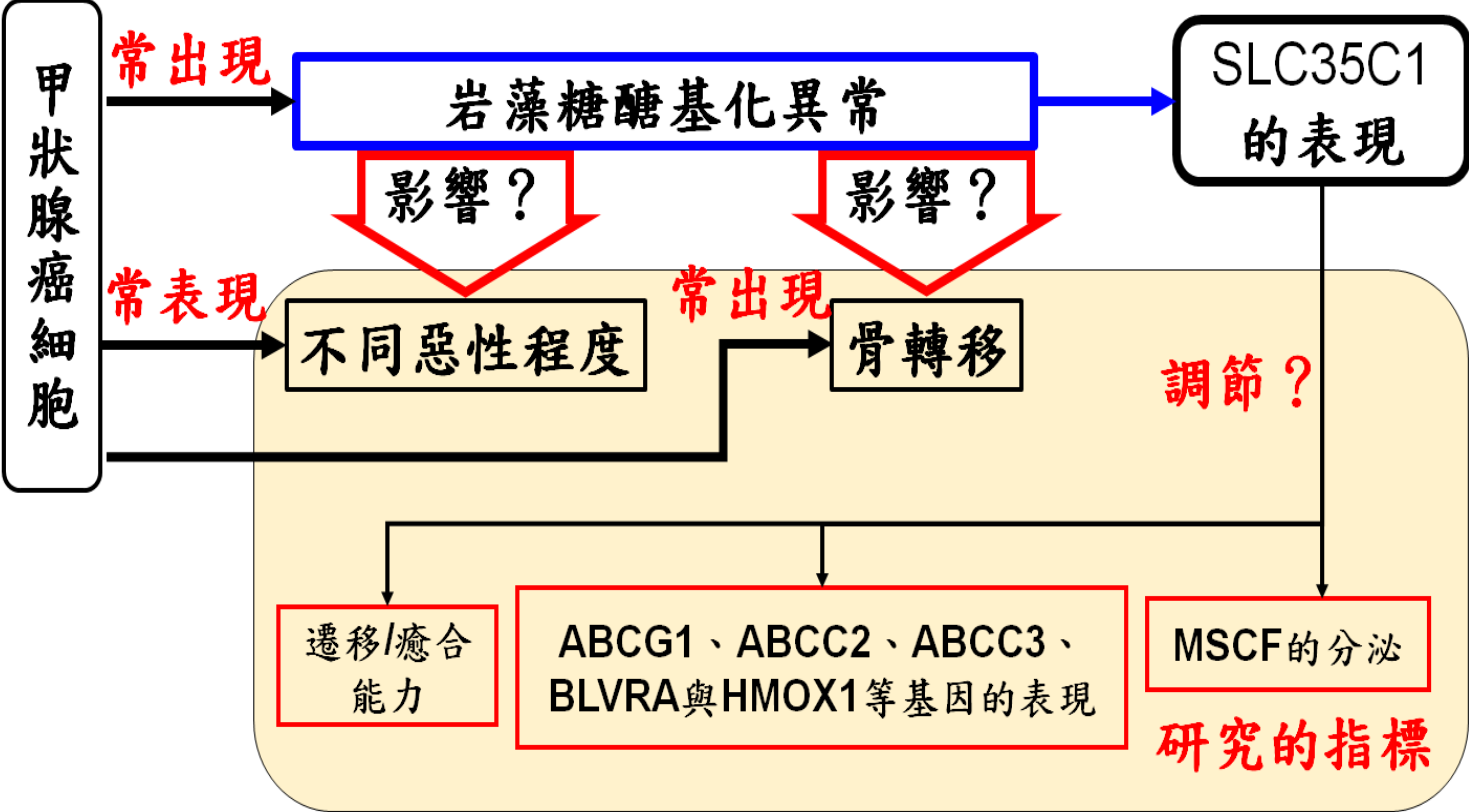 甲狀腺癌細胞
常出現
岩藻糖醣基化異常
SLC35C1
的表現
影響？
影響？
常表現
不同惡性程度
常出現
骨轉移
調節？
遷移/癒合
能力
ABCG1、ABCC2、ABCC3、
BLVRA與HMOX1等基因的表現
MSCF的分泌
研究的指標